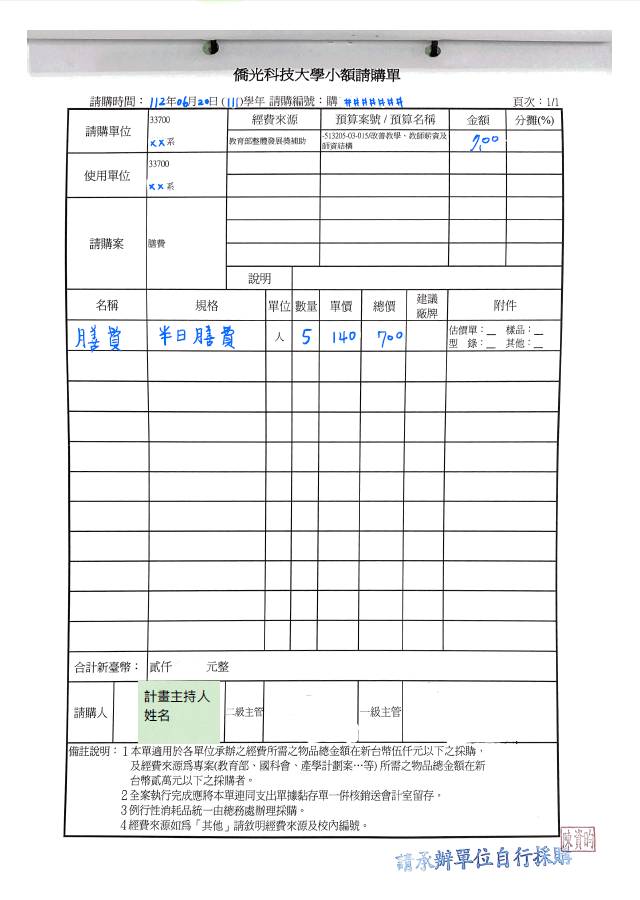 僑光科技大學小額請購單
請購時間：112年06月20日(111)學年 請購編號：購 ####### 頁次：1/1
請購單位 33700 xx系 經費來源 預算案號 / 預算名稱 金額 分攤(%)
教育部整體發展獎補助 -513205-03-015/改善教學、教師薪資及師資結構 700
使用單位 33700 xx系
請購案 膳費
說明
名稱 規格 單位 數量 單價 總價 建議廠牌 附件
膳費 半日膳費 人 5 140 700 估價單：__ 樣品：__
型 錄：__ 其他：__
合計新臺幣： 貳仟 元整
請購人 計畫主持人姓名 二級主管 一級主管
備註說明：1本單適用於各單位承辦之經費所需之物品總金額在新台幣伍仟元以下之採購，
及經費來源為專案(教育部、國科會、產學計劃案…等) 所需之物品總金額在新
台幣貳萬元以下之採購者。
2全案執行完成應將本單連同支出單據黏存單一併核銷送會計室留存。
3例行性消耗品統一由總務處辦理採購。
4經費來源如為「其他」請敘明經費來源及校內編號。
請承辦單位自行採購
陳資昀